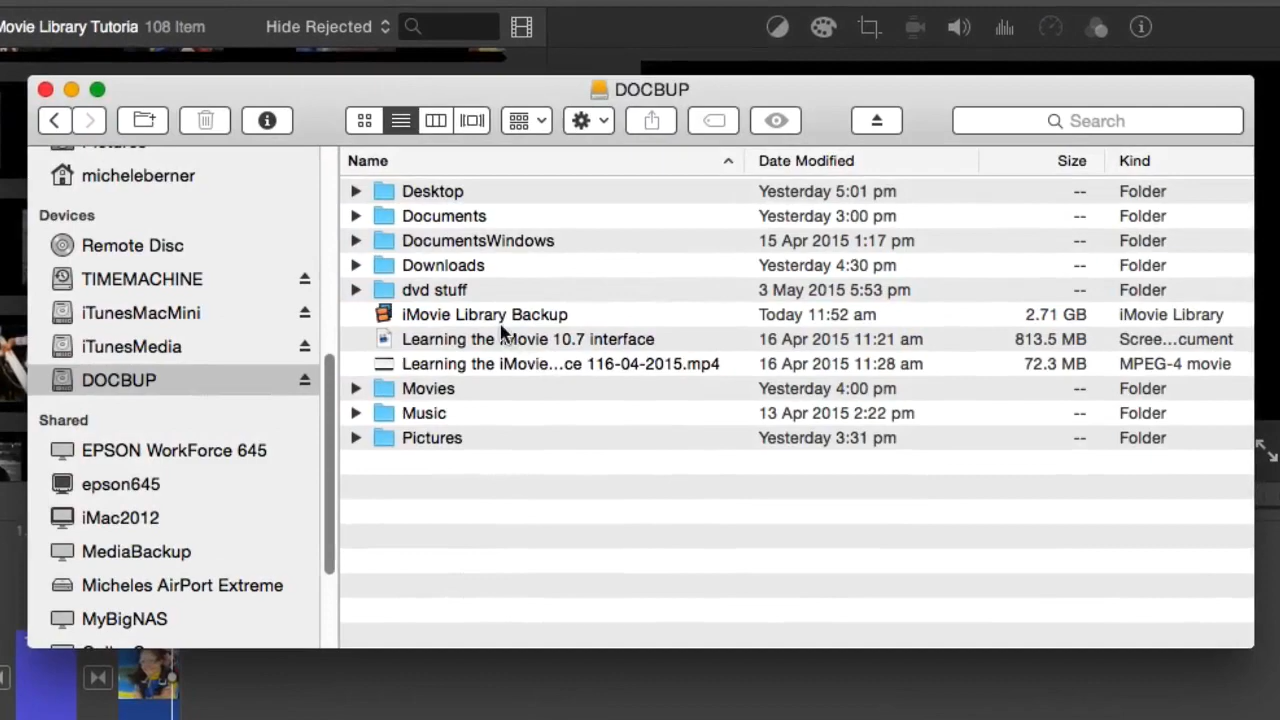 Movie Library Tutoria 108 Item Hide Rejected
DOCBUP
Search
Pictures
micheleberner
Devices
Remote Disc
TIMEMACHINE
iTunesMacMini
iTunesMedia
DOCBUP
Shared
EPSON WorkForce 645
epson645
iMac2012
MediaBackup
Micheles AirPort Extreme
MyBigNAS
Name Date Modified Size Kind
Desktop Yesterday 5:01 pm -- Folder
Documents Yesterday 3:00 pm -- Folder
DocumentsWindows 15 Apr 2015 1:17 pm -- Folder
Downloads Yesterday 4:30 pm -- Folder
dvd stuff 3 May 2015 5:53 pm -- Folder
iMovie Library Backup Today 11:52 am 2.71 GB iMovie Library
Learning the iMovie 10.7 interface 16 Apr 2015 11:21 am 813.5 MB Scree...cument
Learning the iMovie...ce 116-04-2015.mp4 16 Apr 2015 11:28 am 72.3 MB MPEG-4 movie
Movies Yesterday 4:00 pm -- Folder
Music 13 Apr 2015 2:22 pm -- Folder
Pictures Yesterday 3:31 pm -- Folder